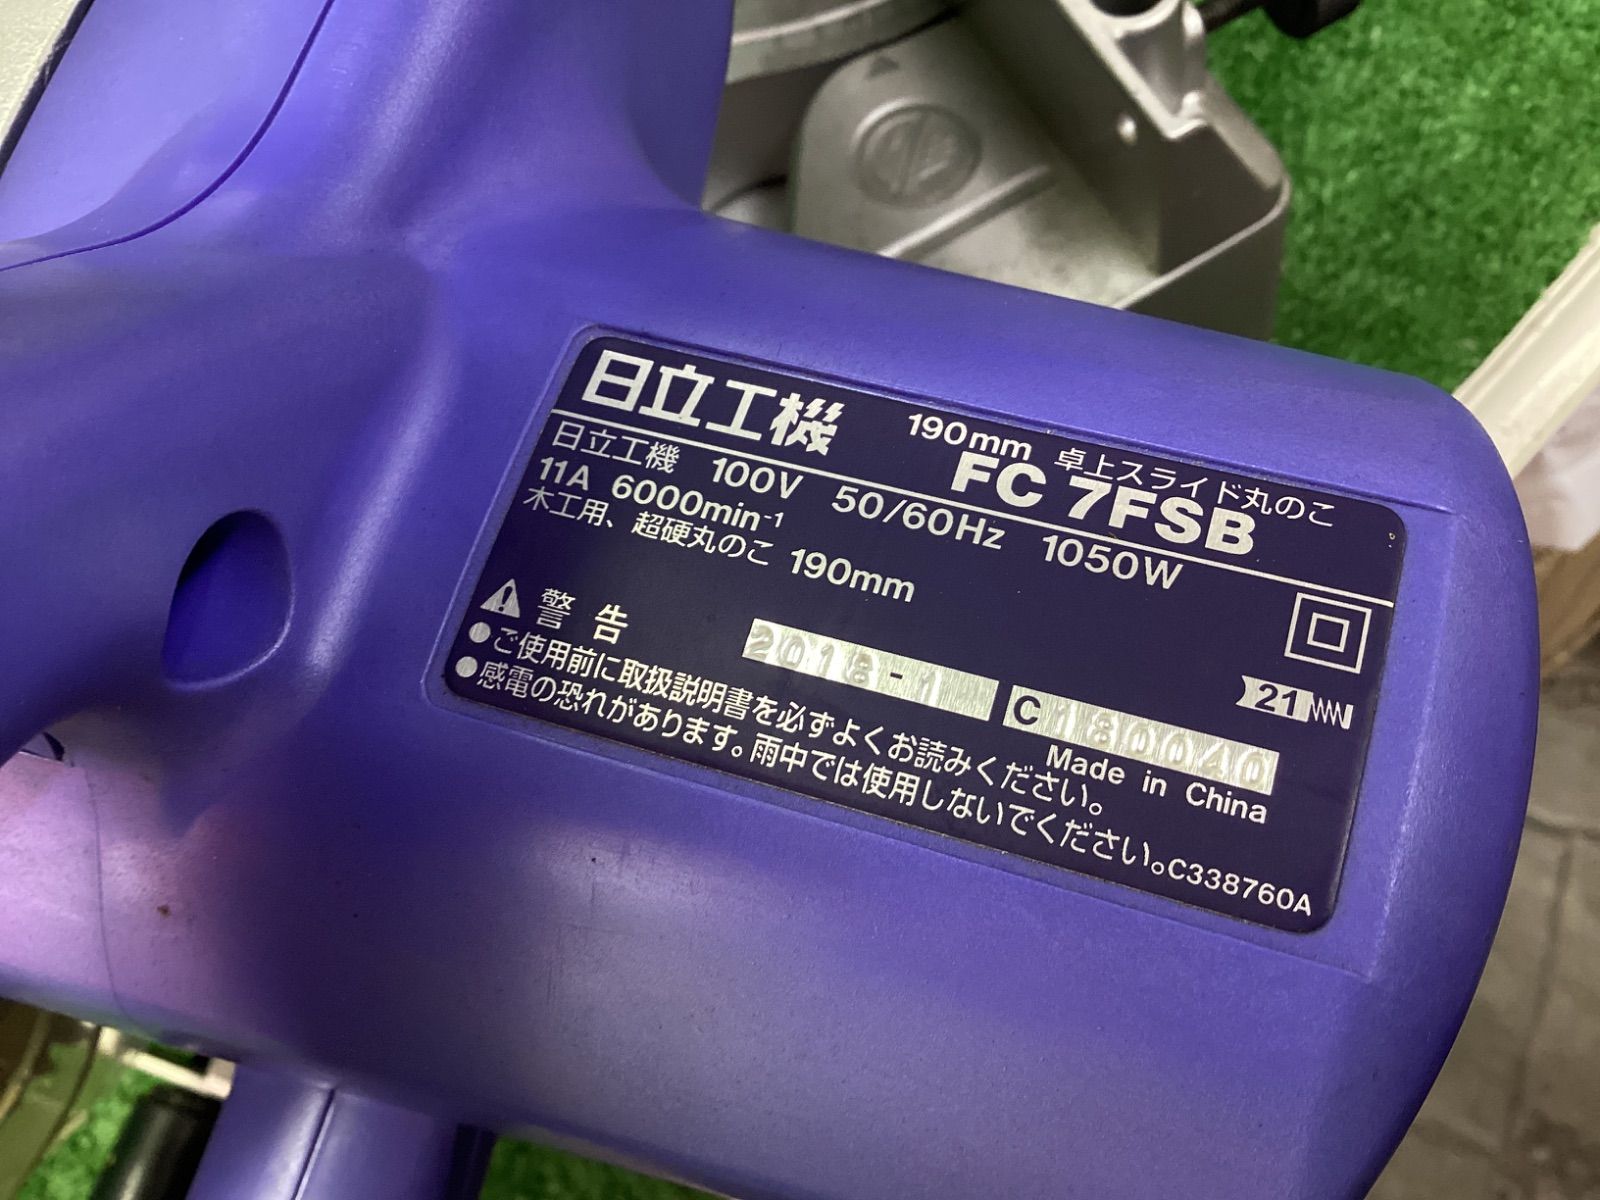 日立工機 190mm 卓上スライド丸のこ
FC 7FSB
日立工機 100V 50/60Hz 1050W
11A 6000min-1
木工用、超硬丸のこ 190mm
警告
2018-1 C180040
21
●ご使用前に取扱説明書を必ずよくお読みください。
Made in China
●感電の恐れがあります。雨中では使用しないでください。C338760A